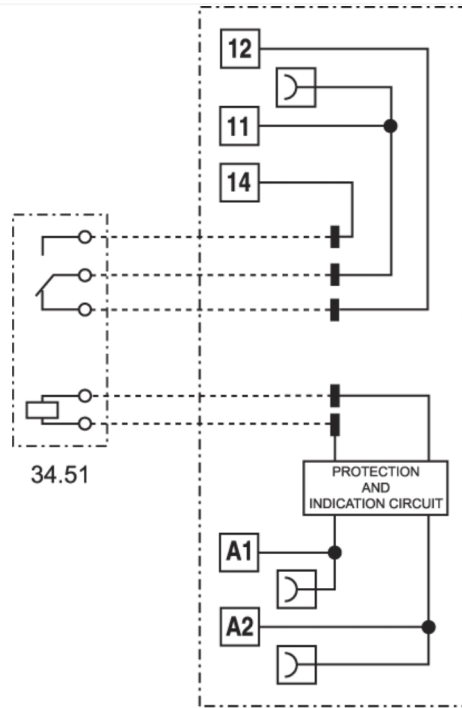 12
11
14
34.51
PROTECTION
AND
INDICATION CIRCUIT
A1
A2